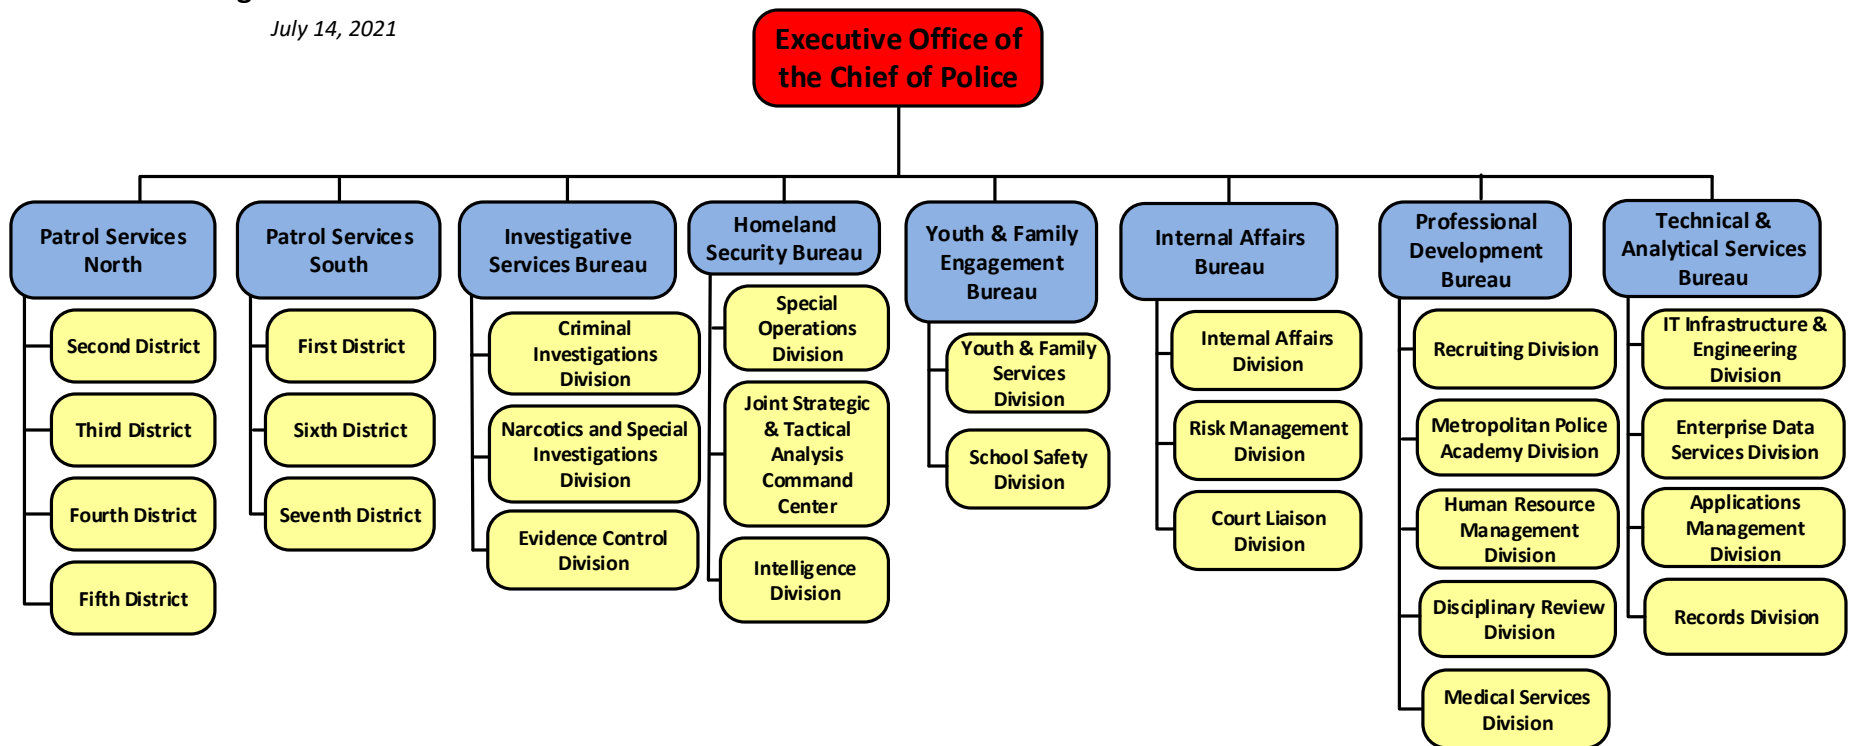 July 14, 2021
Executive Office of
the Chief of Police
Patrol Services
North
Second District
Third District
Fourth District
Fifth District
Patrol Services
South
First District
Sixth District
Seventh District
Investigative
Services Bureau
Criminal
Investigations
Division
Narcotics and Special
Investigations
Division
Evidence Control
Division
Homeland
Security Bureau
Special
Operations
Division
Joint Strategic
& Tactical
Analysis
Command
Center
Intelligence
Division
Youth & Family
Engagement
Bureau
Youth & Family
Services
Division
School Safety
Division
Internal Affairs
Bureau
Internal Affairs
Division
Risk Management
Division
Court Liaison
Division
Professional
Development
Bureau
Recruiting Division
Metropolitan Police
Academy Division
Human Resource
Management
Division
Disciplinary Review
Division
Medical Services
Division
Technical &
Analytical Services
Bureau
IT Infrastructure &
Engineering
Division
Enterprise Data
Services Division
Applications
Management
Division
Records Division